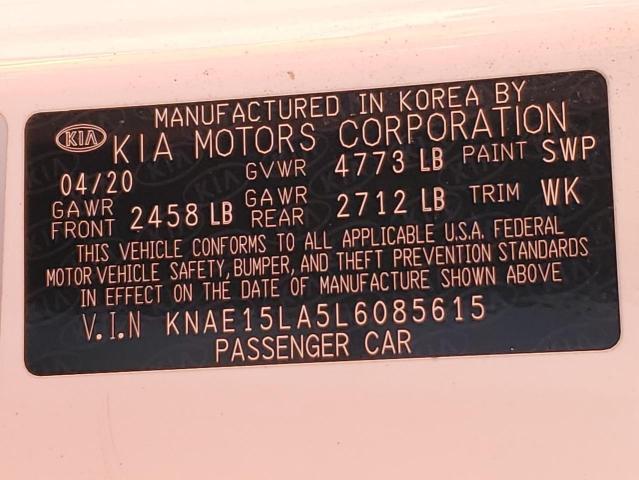 MANUFACTURED IN KOREA BY
KIA KIA MOTORS CORPORATION
04/20 GVWR 4773 LB PAINT SWP
GAWR FRONT 2458 LB GAWR REAR 2712 LB TRIM WK
THIS VEHICLE CONFORMS TO ALL APPLICABLE U.S.A. FEDERAL
MOTOR VEHICLE SAFETY, BUMPER, AND THEFT PREVENTION STANDARDS
IN EFFECT ON THE DATE OF MANUFACTURE SHOWN ABOVE
V.I.N KNAE15LA5L6085615
PASSENGER CAR